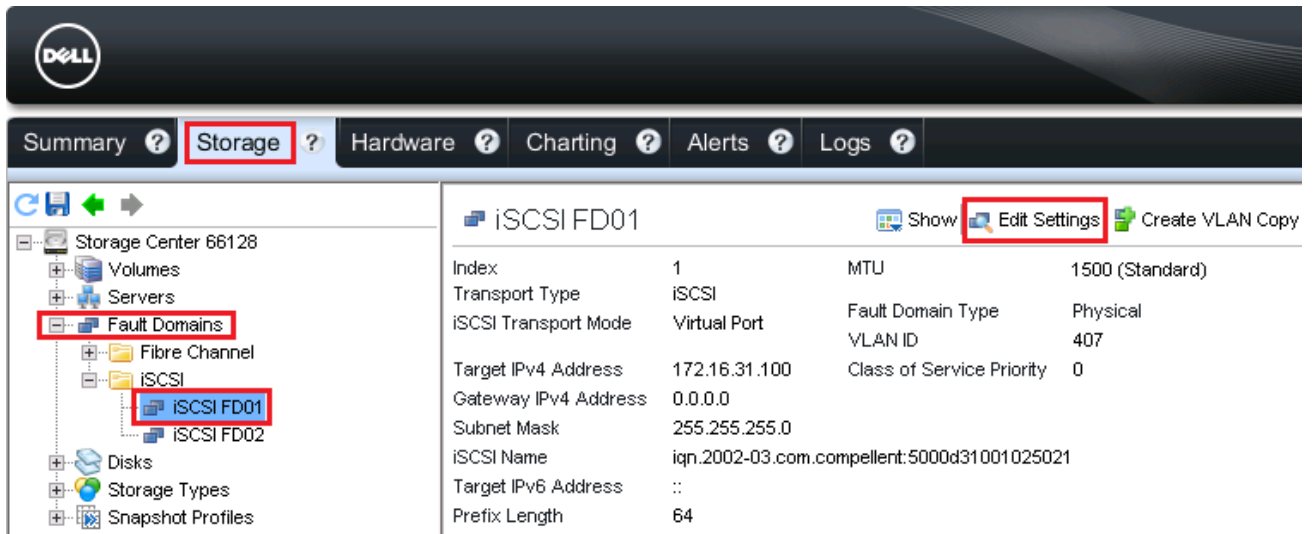 DELL
Summary ? Storage ? Hardware ? Charting ? Alerts ? Logs ?
Storage Center 66128
Volumes
Servers
Fault Domains
Fibre Channel
iSCSI
iSCSI FD01
iSCSI FD02
Disks
Storage Types
Snapshot Profiles
iSCSI FD01 Show Edit Settings Create VLAN Copy
Index 1 MTU 1500 (Standard)
Transport Type iSCSI
Fault Domain Type Physical
iSCSI Transport Mode Virtual Port
VLAN ID 407
Target IPv4 Address 172.16.31.100 Class of Service Priority 0
Gateway IPv4 Address 0.0.0.0
Subnet Mask 255.255.255.0
iSCSI Name iqn.2002-03.com.compellent:5000d31001025021
Target IPv6 Address ::
Prefix Length 64